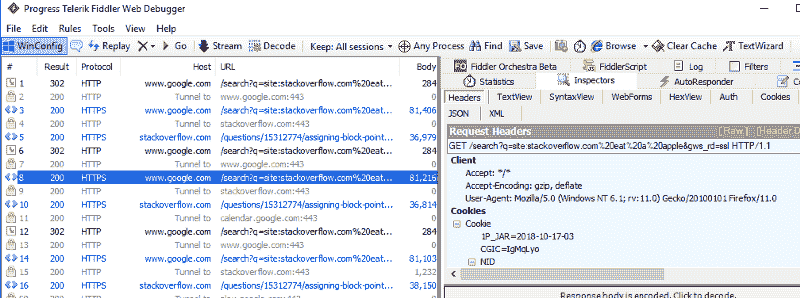 Progress Telerik Fiddler Web Debugger
File Edit Rules Tools View Help
WinConfig Replay Go Stream Decode Keep: All sessions Any Process Find Save Browse Clear Cache TextWizard
# Result Protocol Host URL Body
1 302 HTTP www.google.com /search?q=site:stackoverflow.com%20eat... 284
2 200 HTTP Tunnel to www.google.com:443 0
3 200 HTTPS www.google.com /search?q=site:stackoverflow.com%20eat... 81,406
4 200 HTTP Tunnel to stackoverflow.com:443 0
5 200 HTTPS stackoverflow.com /questions/15312774/assigning-block-point... 36,979
6 302 HTTP www.google.com /search?q=site:stackoverflow.com%20eat... 284
7 200 HTTP Tunnel to www.google.com:443 0
8 200 HTTPS www.google.com /search?q=site:stackoverflow.com%20eat... 81,216
9 200 HTTP Tunnel to stackoverflow.com:443 0
10 200 HTTPS stackoverflow.com /questions/15312774/assigning-block-point... 36,814
11 200 HTTP Tunnel to calendar.google.com:443 0
12 302 HTTP www.google.com /search?q=site:stackoverflow.com%20eat... 284
13 200 HTTP Tunnel to www.google.com:443 0
14 200 HTTPS www.google.com /search?q=site:stackoverflow.com%20eat... 81,103
15 200 HTTP Tunnel to stackoverflow.com:443 1,232
16 200 HTTPS stackoverflow.com /questions/15312774/assigning-block-point... 38,150
Fiddler Orchestra Beta FiddlerScript Log Filters
Statistics Inspectors AutoResponder
Headers TextView SyntaxView WebForms HexView Auth Cookies
JSON XML
Request Headers [Raw] [Header D
GET /search?q=site:stackoverflow.com%20eat%20a%20apple&gws_rd=ssl HTTP/1.1
Client
Accept: */*
Accept-Encoding: gzip, deflate
User-Agent: Mozilla/5.0 (Windows NT 6.1; rv:11.0) Gecko/20100101 Firefox/11.0
Cookies
Cookie
1P_JAR=2018-10-17-03
CGIC=IgMqLyo
NID
Response body is encoded. Click to decode.